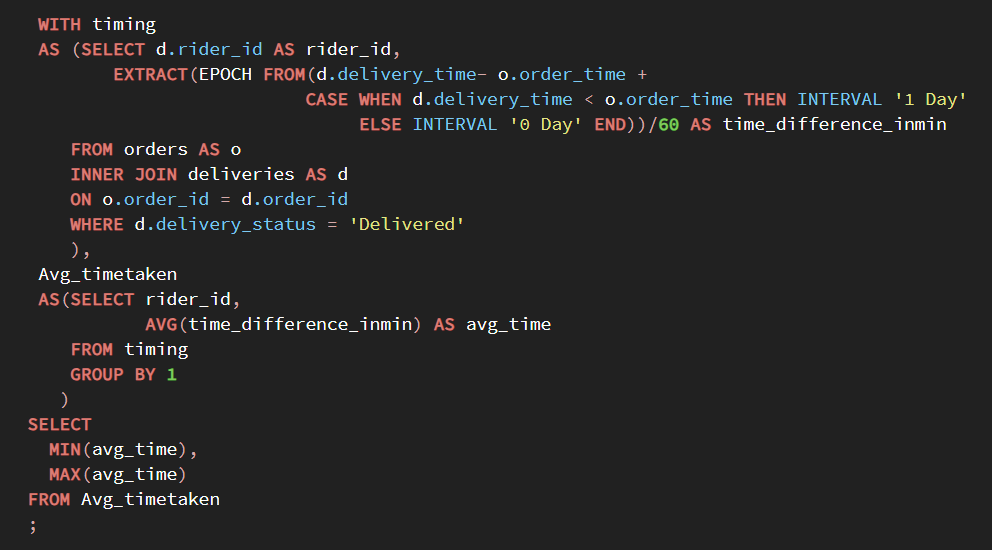 WITH timing
AS (SELECT d.rider_id AS rider_id,
EXTRACT(EPOCH FROM(d.delivery_time- o.order_time +
CASE WHEN d.delivery_time < o.order_time THEN INTERVAL '1 Day'
ELSE INTERVAL '0 Day' END))/60 AS time_difference_inmin
FROM orders AS o
INNER JOIN deliveries AS d
ON o.order_id = d.order_id
WHERE d.delivery_status = 'Delivered'
),
Avg_timetaken
AS(SELECT rider_id,
AVG(time_difference_inmin) AS avg_time
FROM timing
GROUP BY 1
)
SELECT
MIN(avg_time),
MAX(avg_time)
FROM Avg_timetaken
;